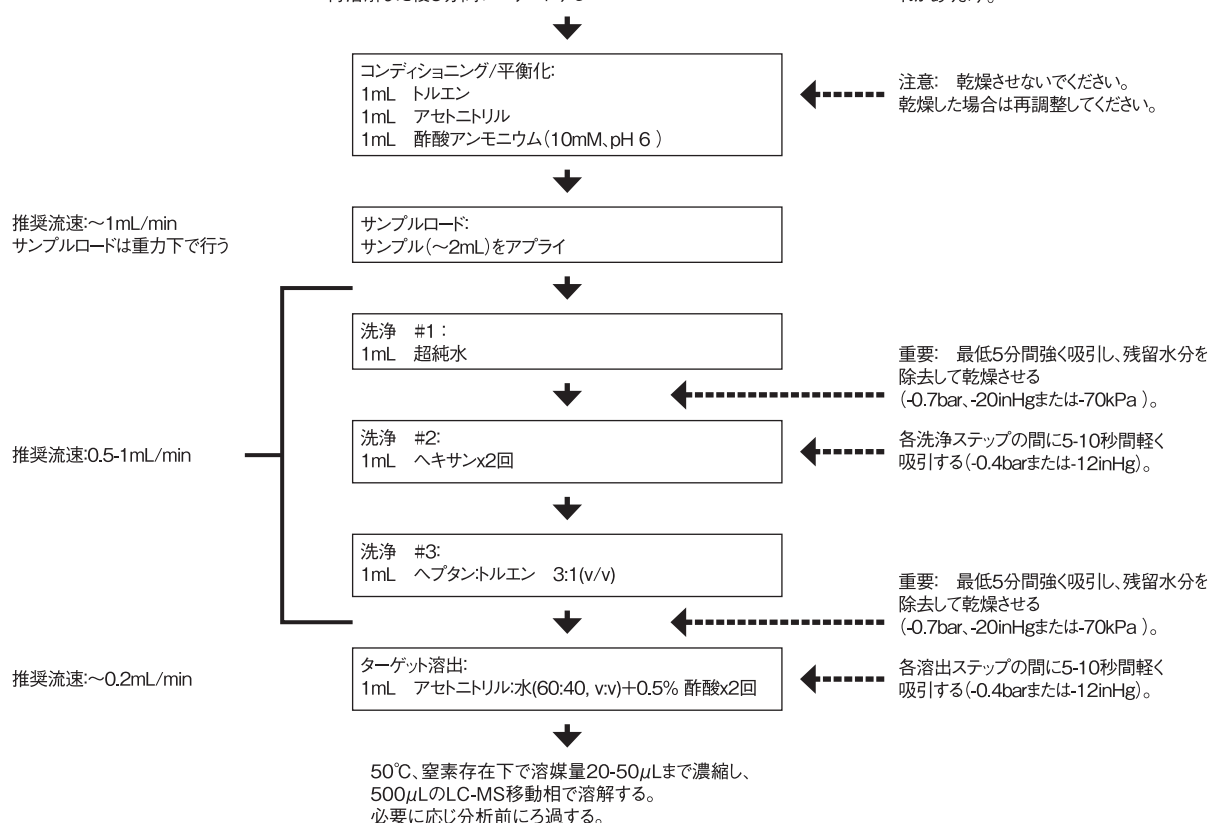 コンディショニング/平衡化:
1mL トルエン
1mL アセトニトリル
1mL 酢酸アンモニウム(10mM、pH 6 )
注意: 乾燥させないでください。
乾燥した場合は再調整してください。
推奨流速:～1mL/min
サンプルロードは重力下で行う
サンプルロード:
サンプル(～2mL)をアプライ
洗浄 #1 :
1mL 超純水
重要: 最低5分間強く吸引し、残留水分を
除去して乾燥させる
(-0.7bar、-20inHgまたは-70kPa )。
推奨流速:0.5-1mL/min
洗浄 #2:
1mL ヘキサンx2回
各洗浄ステップの間に5-10秒間軽く
吸引する(-0.4barまたは-12inHg)。
洗浄 #3:
1mL ヘプタン:トルエン 3:1(v/v)
重要: 最低5分間強く吸引し、残留水分を
除去して乾燥させる
(-0.7bar、-20inHgまたは-70kPa )。
推奨流速:～0.2mL/min
ターゲット溶出:
1mL アセトニトリル:水(60:40, v:v)+0.5% 酢酸x2回
各溶出ステップの間に5-10秒間軽く
吸引する(-0.4barまたは-12inHg)。
50℃、窒素存在下で溶媒量20-50μLまで濃縮し、
500μLのLC-MS移動相で溶解する。
必要に応じ分析前にろ過する。